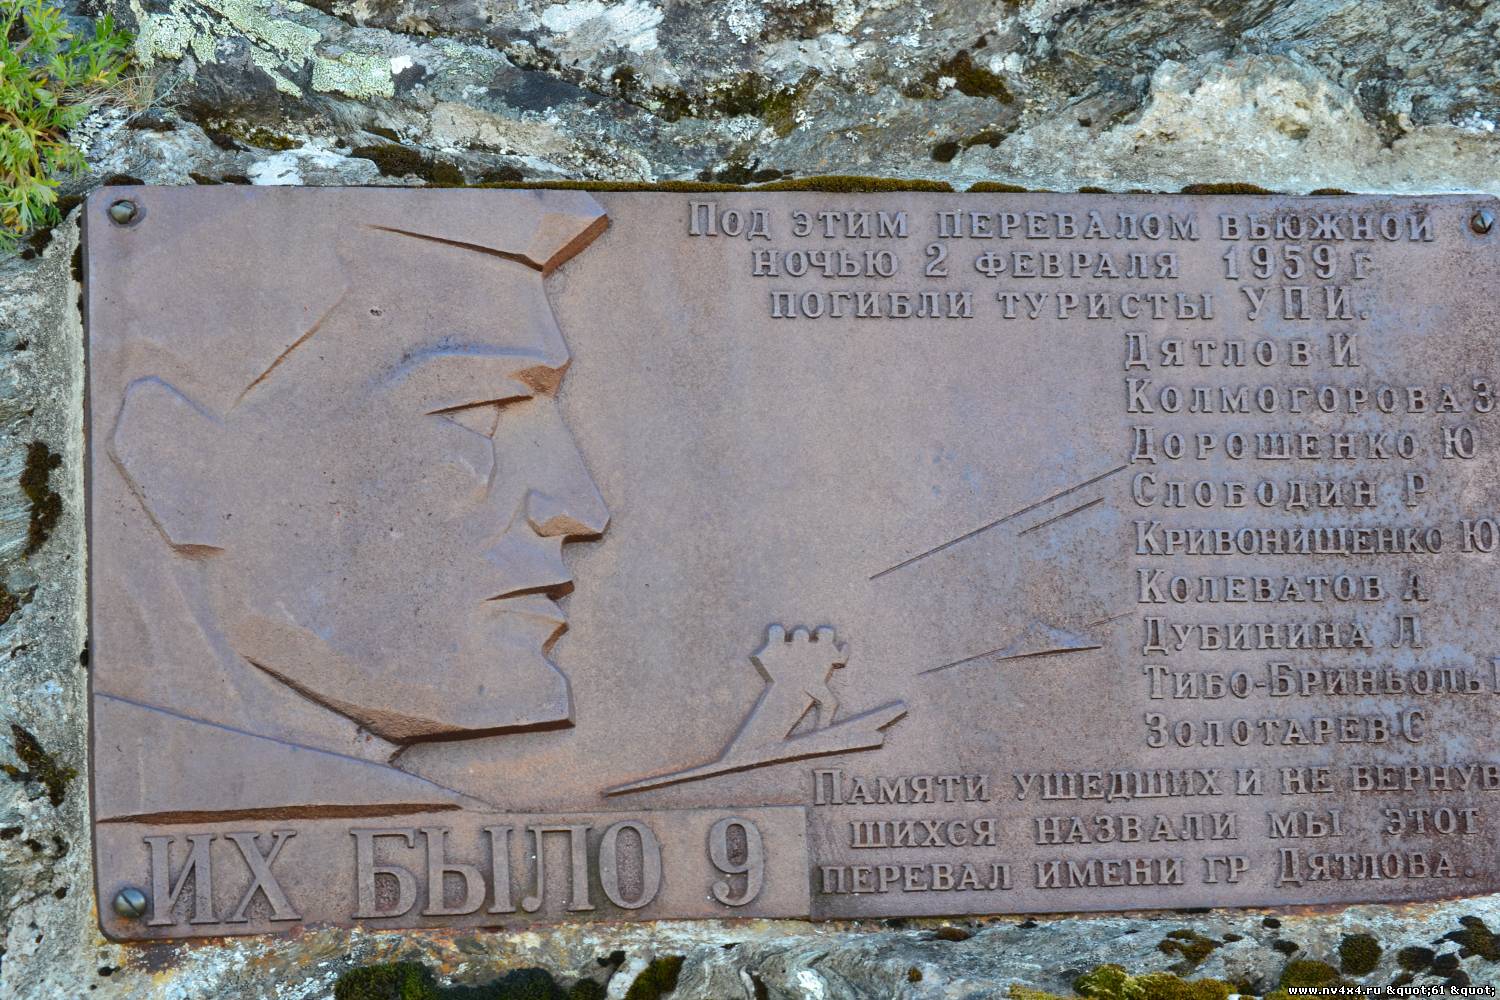 Под этим перевалом вьюжной
ночью 2 февраля 1959 г
погибли туристы УПИ.
Дятлов И
Колмогорова З
Дорошенко Ю
Слободин Р
Кривонищенко Ю
Колеватов А
Дубинина Л
Тибо-Бриньоль
Золотарев С
Памяти ушедших и не вернув
шихся назвали мы этот
перевал имени гр Дятлова.
ИХ БЫЛО 9
www.nv4x4.ru &quot;61 &quot;